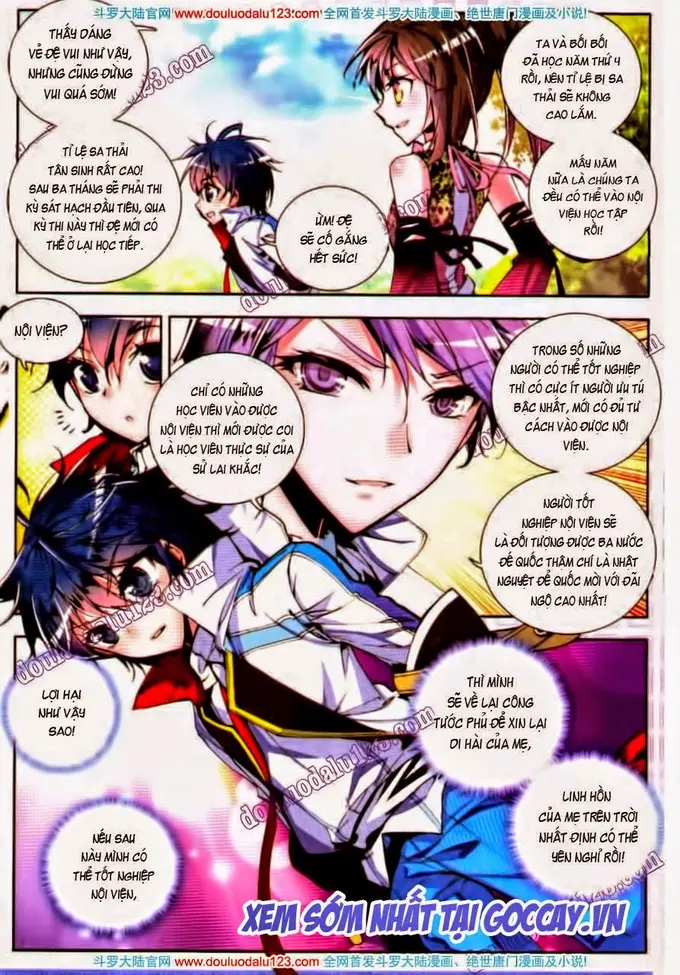 斗罗大陆官网 www.douluodalu123.com 全网首发斗罗大陆漫画、绝世唐门漫画及小说!
THẤY DÁNG
VẺ ĐỆ VUI NHƯ VẬY,
NHƯNG CŨNG ĐỪNG
VUI QUÁ SỚM!
TỈ LỆ SA THẢI
TÂN SINH RẤT CAO!
SAU BA THÁNG SẼ PHẢI THI
KỲ SÁT HẠCH ĐẦU TIÊN, QUA
KỲ THI NÀY THÌ ĐỆ MỚI CÓ
THỂ Ở LẠI HỌC TIẾP.
ỪM! ĐỆ
SẼ CỐ GẮNG
HẾT SỨC!
TA VÀ BỐI BỐI
ĐÃ HỌC NĂM THỨ 4
RỒI, NÊN TỈ LỆ BỊ SA
THẢI SẼ KHÔNG
CAO LẮM.
MẤY NĂM
NỮA LÀ CHÚNG TA
ĐỀU CÓ THỂ VÀO NỘI
VIỆN HỌC TẬP
RỒI!
NỘI VIỆN?
CHỈ CÓ NHỮNG
HỌC VIÊN VÀO ĐƯỢC
NỘI VIỆN THÌ MỚI ĐƯỢC COI
LÀ HỌC VIÊN THỰC SỰ CỦA
SỬ LAI KHẮC!
TRONG SỐ NHỮNG
NGƯỜI CÓ THỂ TỐT NGHIỆP
THÌ CÓ CỰC ÍT NGƯỜI ƯU TÚ
BẬC NHẤT, MỚI CÓ ĐỦ TƯ
CÁCH VÀO ĐƯỢC NỘI
VIỆN.
NGƯỜI TỐT
NGHIỆP NỘI VIỆN SẼ
LÀ ĐỐI TƯỢNG ĐƯỢC BA NƯỚC
ĐẾ QUỐC THẬM CHÍ LÀ NHẬT
NGUYỆT ĐẾ QUỐC MỜI VỚI ĐÃI
NGỘ CAO NHẤT!
LỢI HẠI
NHƯ VẬY
SAO!
NẾU SAU
NÀY MÌNH CÓ
THỂ TỐT NGHIỆP
NỘI VIỆN,
THÌ MÌNH
SẼ VỀ LẠI CÔNG
TƯỚC PHỦ ĐỂ XIN LẠI
DI HÀI CỦA MẸ,
LINH HỒN
CỦA MẸ TRÊN TRỜI
NHẤT ĐỊNH CÓ THỂ
YÊN NGHỈ RỒI!
douluodalu123.com
douluodalu123.com
XEM SỚM NHẤT TẠI GOCCAY.VN
斗罗大陆官网 www.douluodalu123.com 全网首发斗罗大陆漫画、绝世唐门漫画及小说!